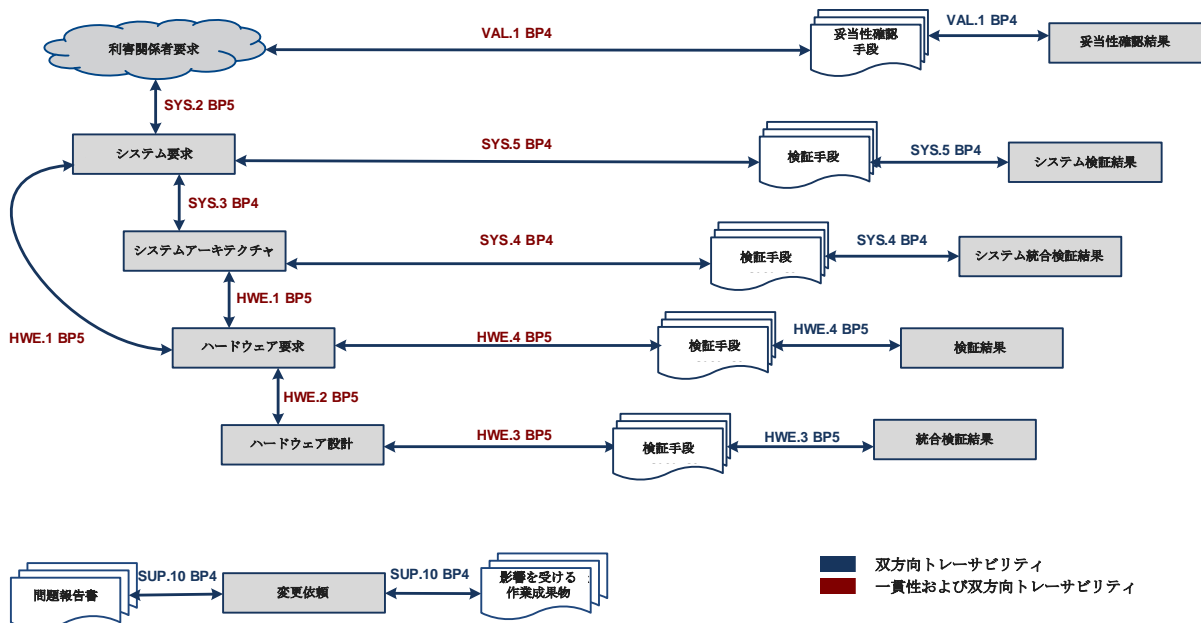 利害関係者要求
VAL.1 BP4
妥当性確認
手段
VAL.1 BP4
妥当性確認結果
SYS.2 BP5
システム要求
SYS.5 BP4
検証手段
SYS.5 BP4
システム検証結果
SYS.3 BP4
システムアーキテクチャ
SYS.4 BP4
検証手段
SYS.4 BP4
システム統合検証結果
HWE.1 BP5
HWE.1 BP5
ハードウェア要求
HWE.4 BP5
検証手段
HWE.4 BP5
検証結果
HWE.2 BP5
ハードウェア設計
HWE.3 BP5
検証手段
HWE.3 BP5
統合検証結果
問題報告書
SUP.10 BP4
変更依頼
SUP.10 BP4
影響を受ける
作業成果物
双方向トレーサビリティ
一貫性および双方向トレーサビリティ